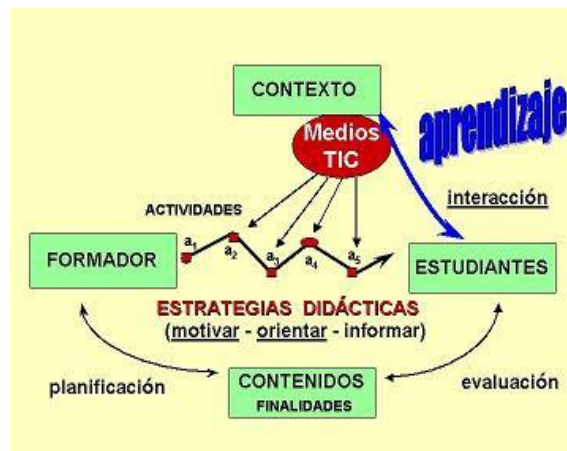 CONTEXTO
aprendizaje
Medios
TIC
interacción
ACTIVIDADES
a1
a2
a3
a4
a5
FORMADOR
ESTUDIANTES
ESTRATEGIAS DIDÁCTICAS
(motivar - orientar - informar)
planificación
CONTENIDOS
FINALIDADES
evaluación